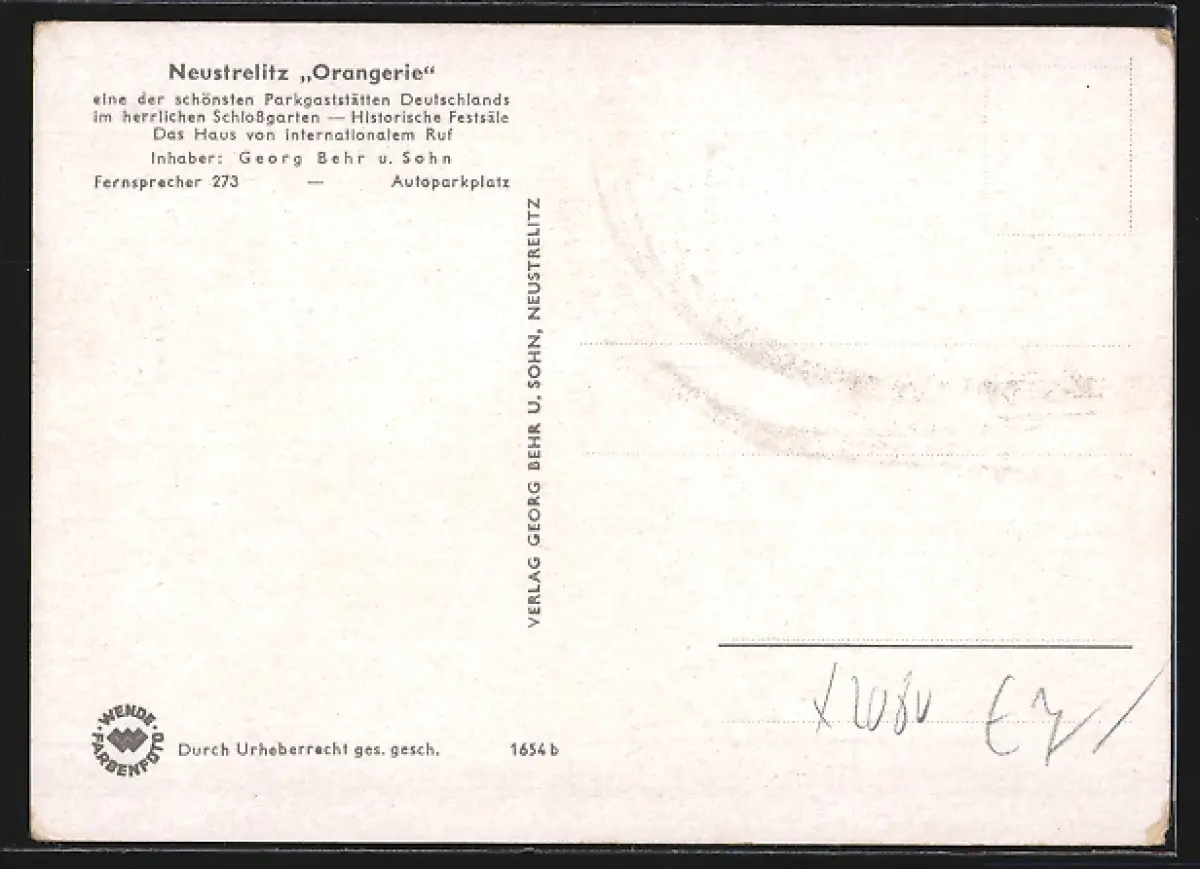 Neustrelitz „Orangerie“
eine der schönsten Parkgaststätten Deutschlands
im herrlichen Schloßgarten — Historische Festsäle
Das Haus von internationalem Ruf
Inhaber: Georg Behr u. Sohn
Fernsprecher 273 — Autoparkplatz
VERLAG GEORG BEHR U. SOHN, NEUSTRELITZ
WENDE · FARBENFOTO ·
Durch Urheberrecht ges. gesch. 1654 b